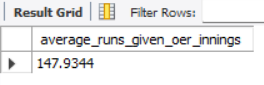 Result Grid Filter Rows:
average_runs_given_oer_innings
147.9344